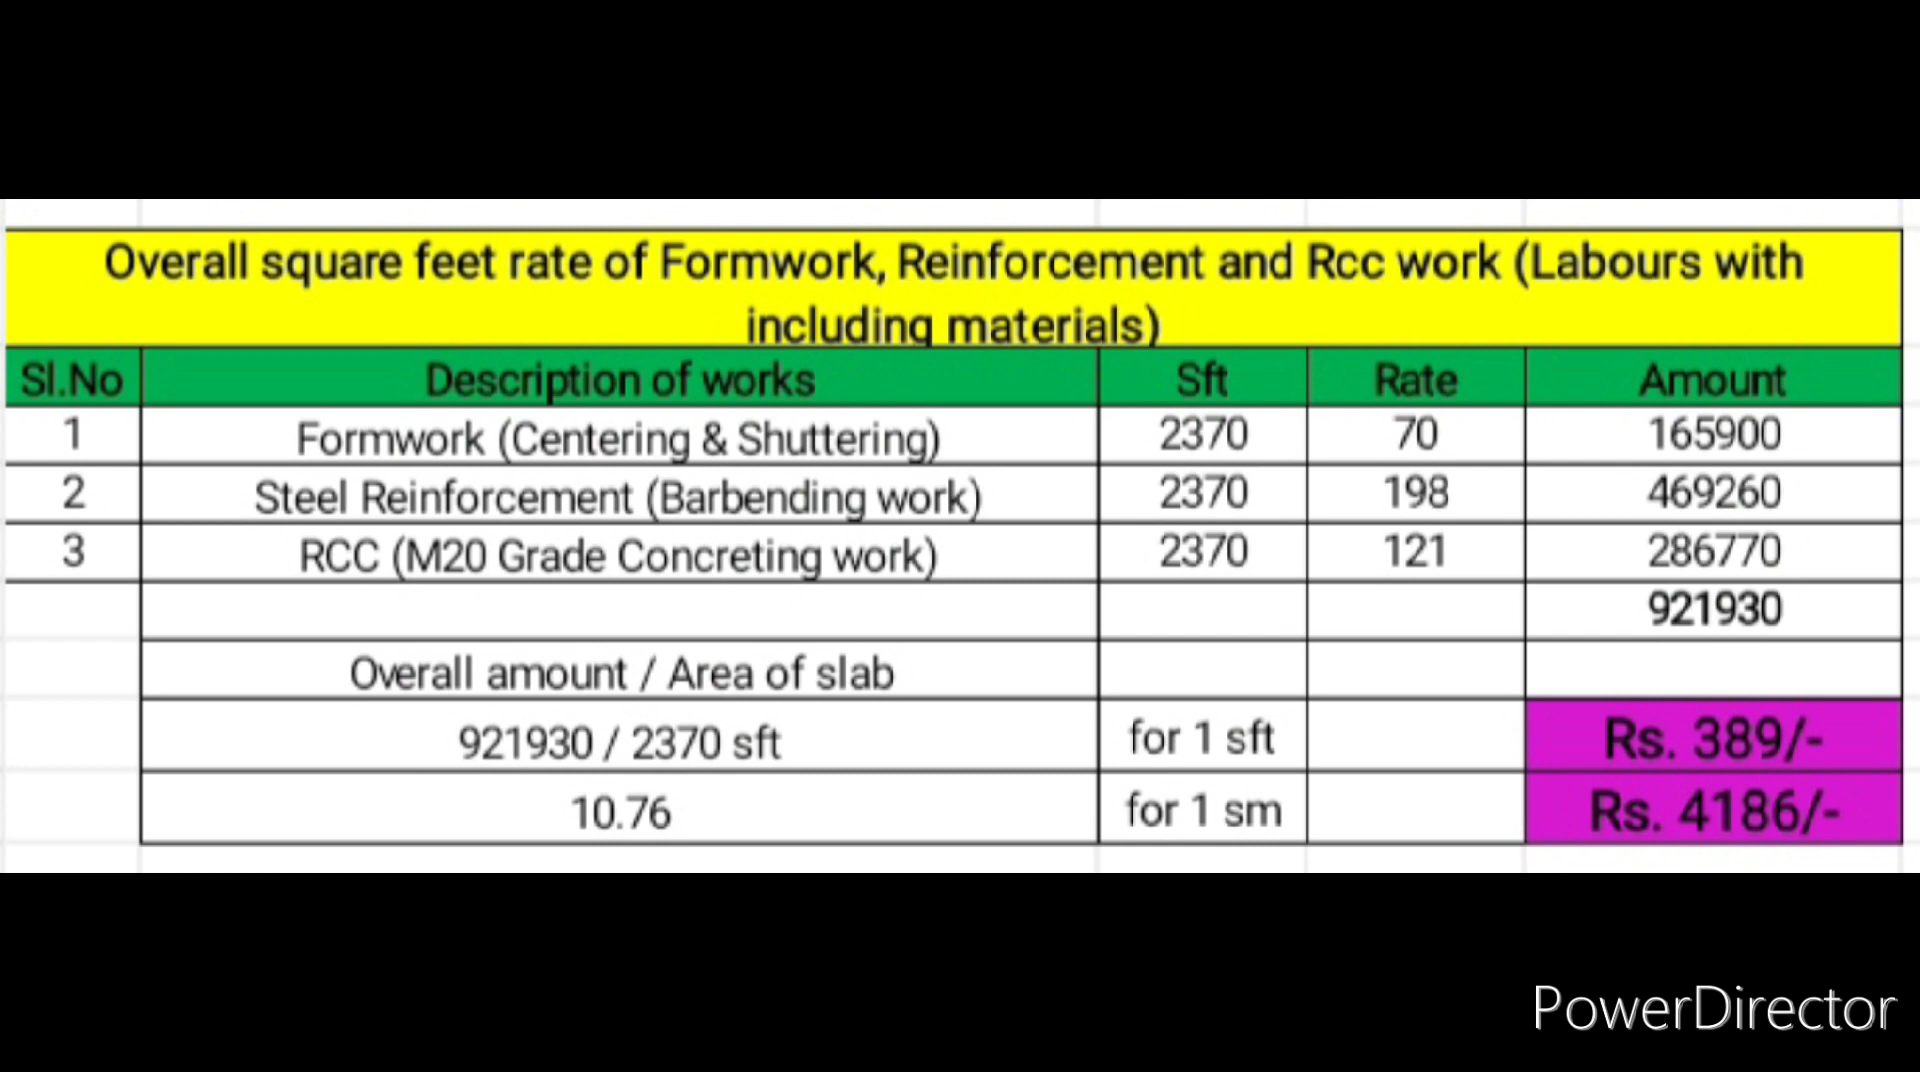 Overall square feet rate of Formwork, Reinforcement and Rcc work (Labours with
including materials)
Sl.No Description of works Sft Rate Amount
1 Formwork (Centering & Shuttering) 2370 70 165900
2 Steel Reinforcement (Barbending work) 2370 198 469260
3 RCC (M20 Grade Concreting work) 2370 121 286770
921930
Overall amount / Area of slab
921930 / 2370 sft for 1 sft Rs. 389/-
10.76 for 1 sm Rs. 4186/-
PowerDirector